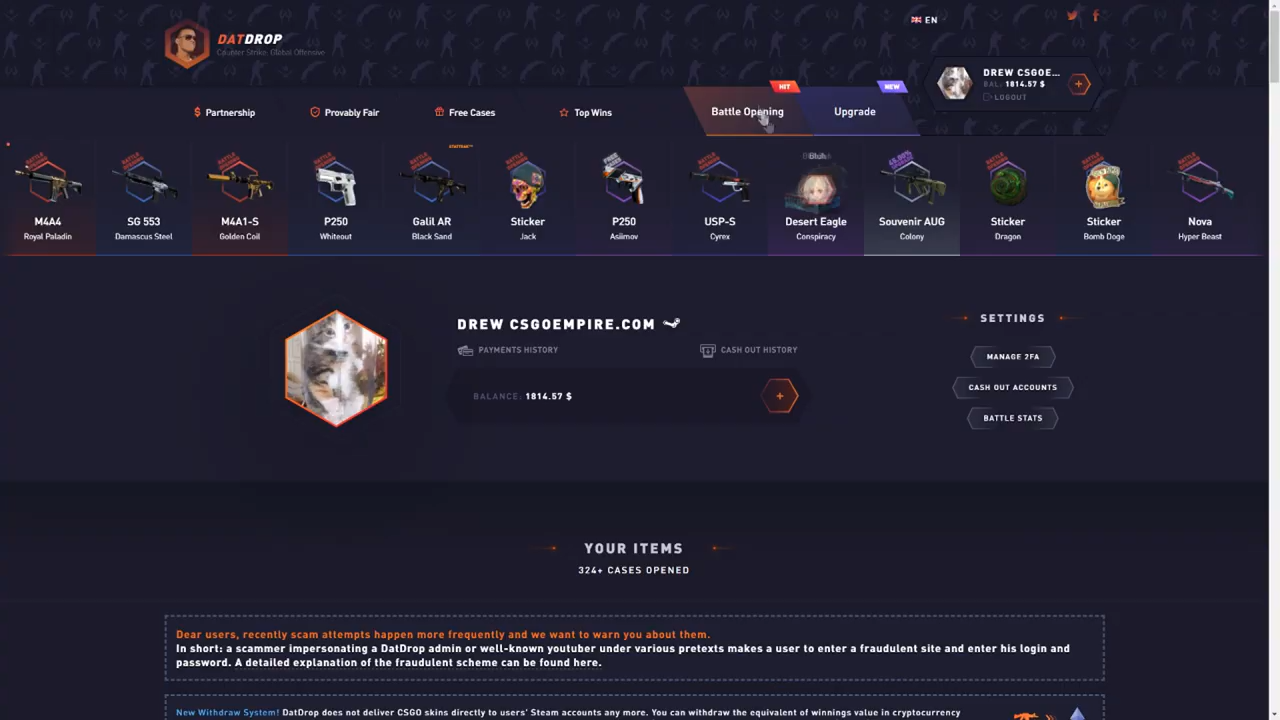 EN
DATDROP
Counter Strike: Global Offensive
DREW CSGOE...
BAL: 1814.57 $
LOGOUT
HIT
NEW
Partnership
Provably Fair
Free Cases
Top Wins
Battle Opening
Upgrade
M4A4
Royal Paladin
SG 553
Damascus Steel
M4A1-S
Golden Coil
P250
Whiteout
Galil AR
Black Sand
Sticker
Jack
P250
Asiimov
USP-S
Cyrex
Desert Eagle
Conspiracy
Souvenir AUG
Colony
Sticker
Dragon
Sticker
Bomb Doge
Nova
Hyper Beast
DREW CSGOEMPIRE.COM
PAYMENTS HISTORY
CASH OUT HISTORY
BALANCE: 1814.57 $
SETTINGS
MANAGE 2FA
CASH OUT ACCOUNTS
BATTLE STATS
YOUR ITEMS
324+ CASES OPENED
Dear users, recently scam attempts happen more frequently and we want to warn you about them.
In short: a scammer impersonating a DatDrop admin or well-known youtuber under various pretexts makes a user to enter a fraudulent site and enter his login and
password. A detailed explanation of the fraudulent scheme can be found here.
New Withdraw System! DatDrop does not deliver CSGO skins directly to users' Steam accounts any more. You can withdraw the equivalent of winnings value in cryptocurrency